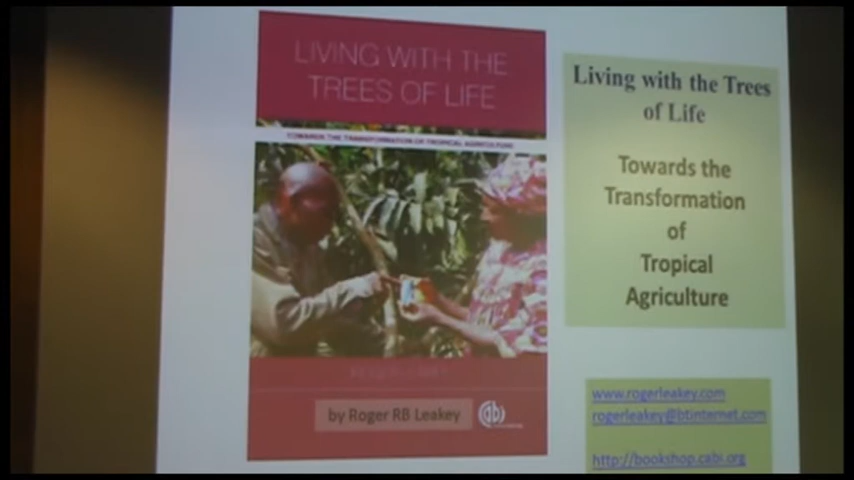 LIVING WITH THE
TREES OF LIFE
TOWARDS THE TRANSFORMATION OF TROPICAL AGRICULTURE
by Roger RB Leakey
cabi
Living with the Trees
of Life
Towards the
Transformation
of
Tropical
Agriculture
www.rogerleakey.com
rogerleakey@btinternet.com
http://bookshop.cabi.org